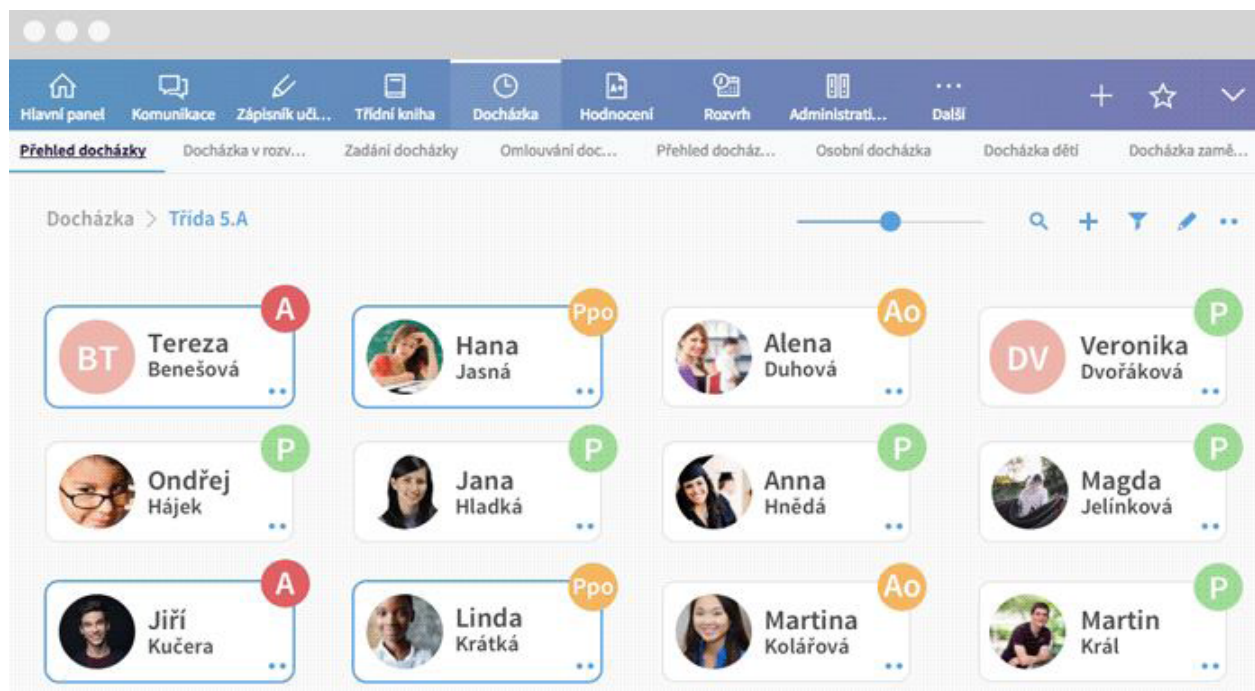 Hlavní panel Komunikace Zápisník uči... Třídní kniha Docházka Hodnocení Rozvrh Administrati... Další
Přehled docházky Docházka v rozv... Zadání docházky Omlouvání doc... Přehled docház... Osobní docházka Docházka dětí Docházka zamě...
Docházka > Třída 5.A
A Ppo Ao P
BT Tereza Hana Alena DV Veronika
Benešová Jasná Duhová Dvořáková
P P P P
Ondřej Jana Anna Magda
Hájek Hladká Hnědá Jelínková
A Ppo Ao P
Jiří Linda Martina Martin
Kučera Krátká Kolářová Král